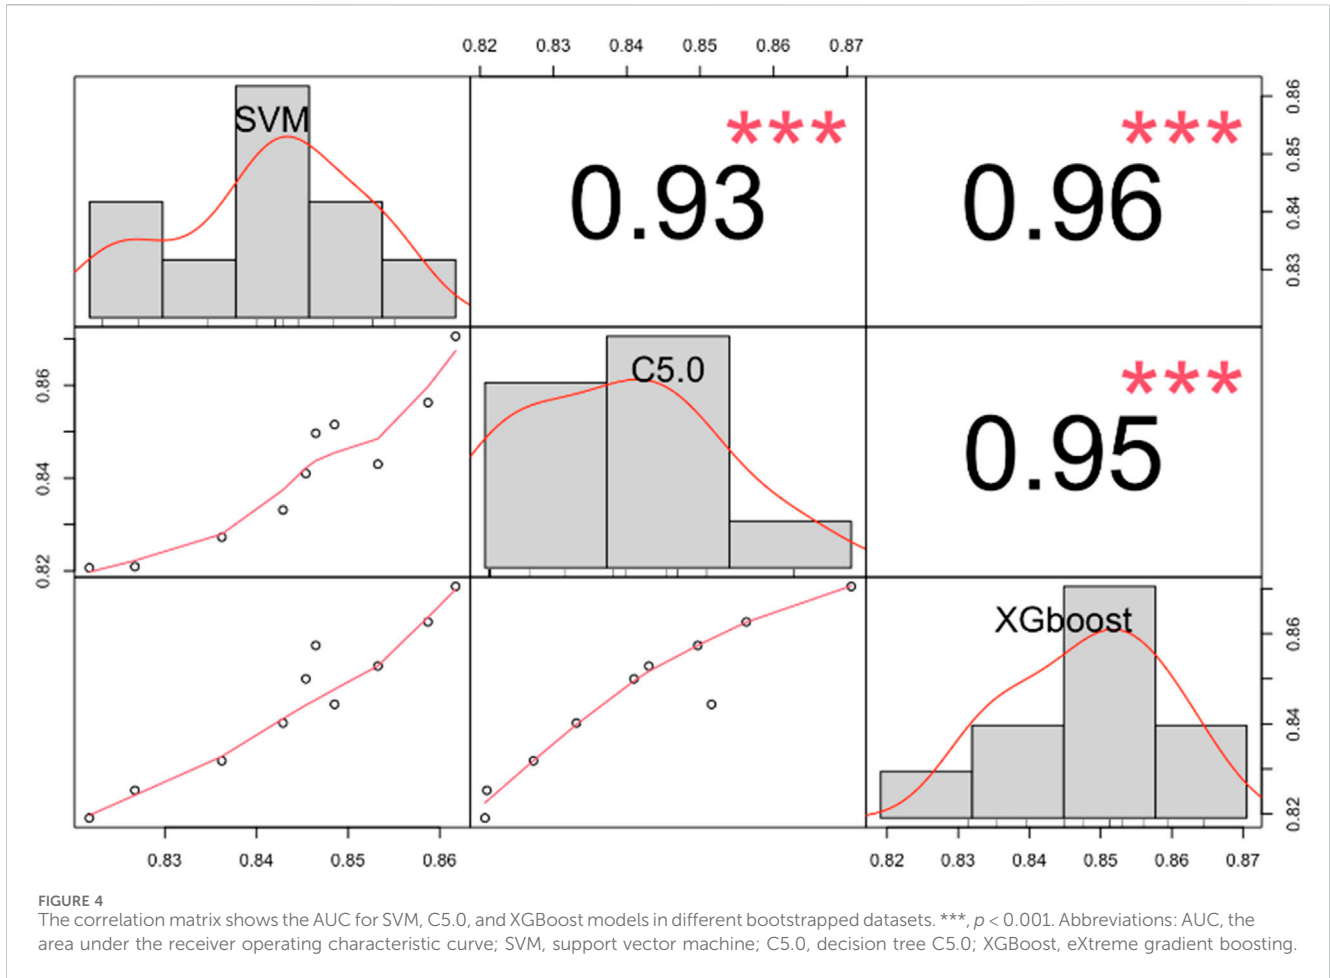 0.82 0.83 0.84 0.85 0.86 0.87
SVM
***
0.93
***
0.96
0.86
0.85
0.84
0.83
0.86
0.84
0.82
C5.0
***
0.95
XGboost
0.86
0.84
0.82
0.83 0.84 0.85 0.86
0.82 0.83 0.84 0.85 0.86 0.87
FIGURE 4
The correlation matrix shows the AUC for SVM, C5.0, and XGBoost models in different bootstrapped datasets. ***, p < 0.001. Abbreviations: AUC, the
area under the receiver operating characteristic curve; SVM, support vector machine; C5.0, decision tree C5.0; XGBoost, eXtreme gradient boosting.